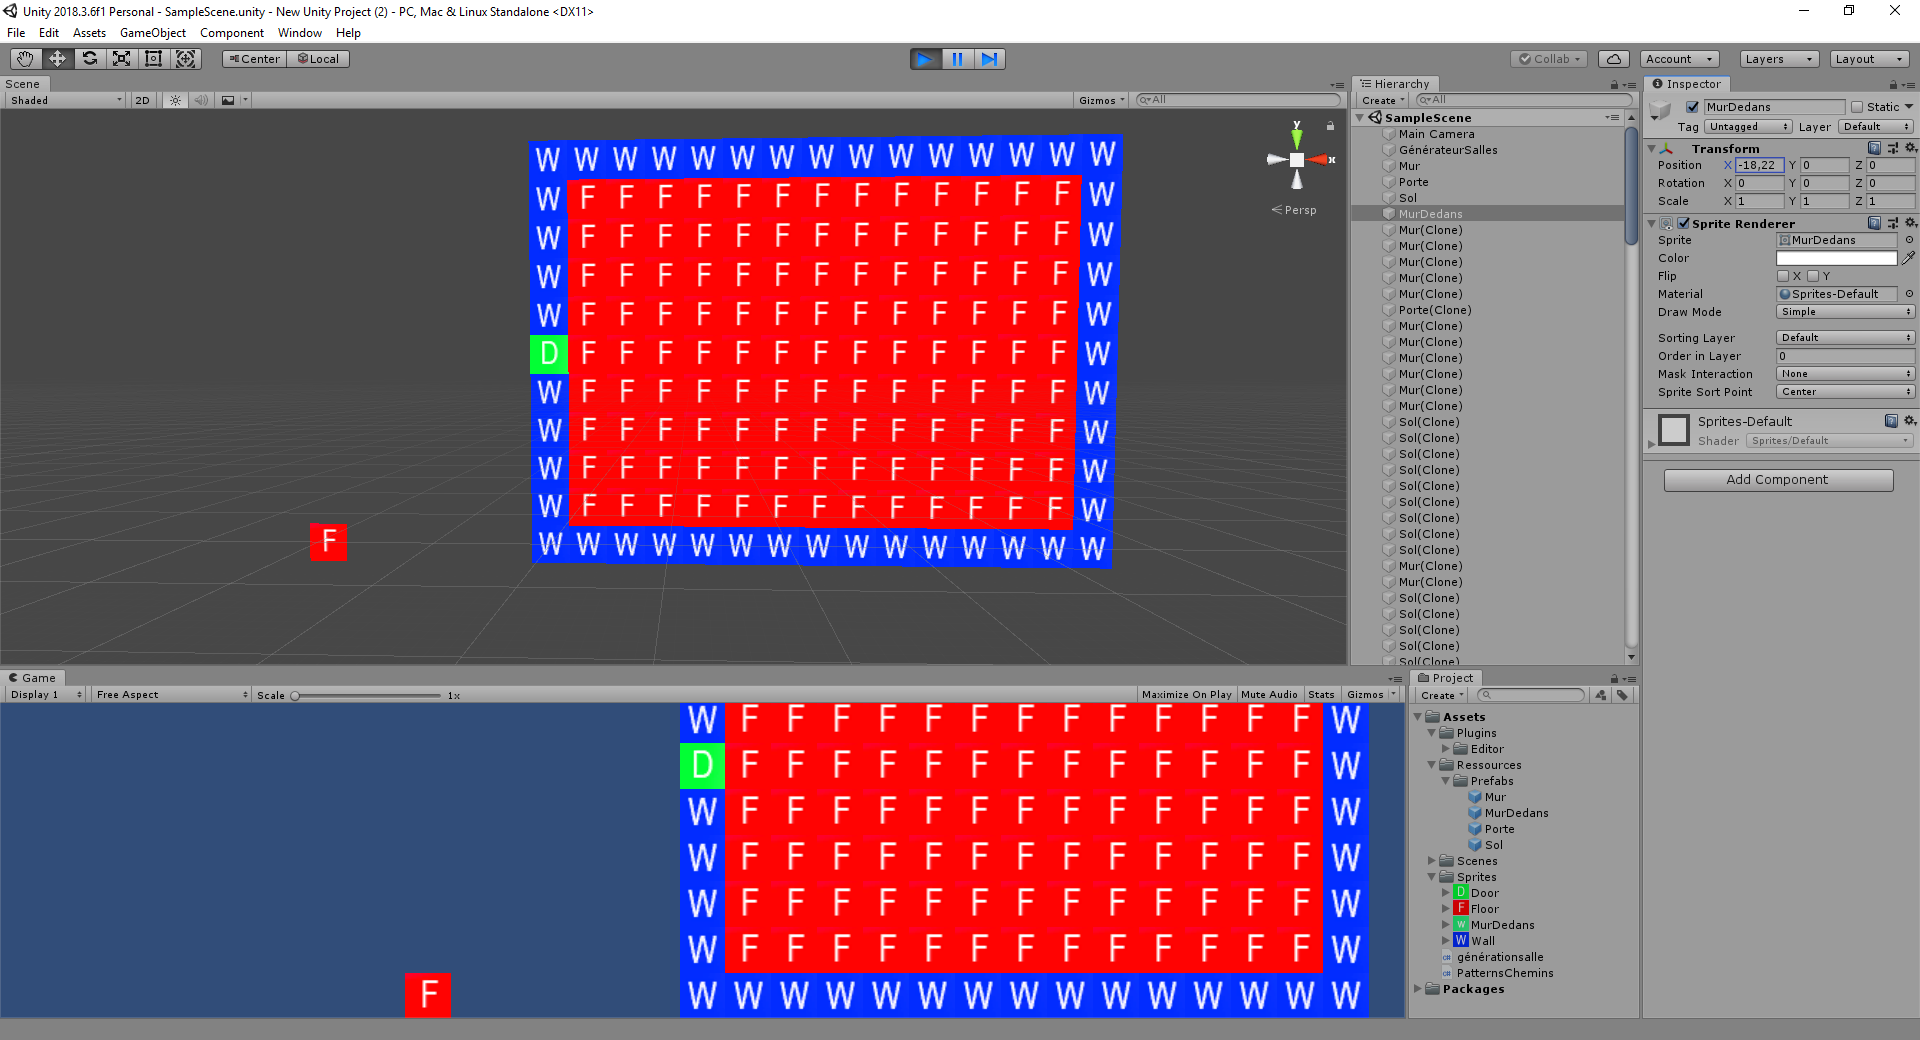 Unity 2018.3.6f1 Personal - SampleScene.unity - New Unity Project (2) - PC, Mac & Linux Standalone <DX11>
File Edit Assets GameObject Component Window Help
Center Local Collab Account Layers Layout
Scene
Shaded 2D Gizmos All
y
x
Persp
W W W W W W W W W W W W W W W
W F F F F F F F F F F F F F W
W F F F F F F F F F F F F F W
W F F F F F F F F F F F F F W
W F F F F F F F F F F F F F W
D F F F F F F F F F F F F F W
W F F F F F F F F F F F F F W
W F F F F F F F F F F F F F W
W F F F F F F F F F F F F F W
W F F F F F F F F F F F F F W
W W W W W W W W W W W W W W W
F
Hierarchy
Create All
SampleScene
Main Camera
GénérateurSalles
Mur
Porte
Sol
MurDedans
Mur(Clone)
Mur(Clone)
Mur(Clone)
Mur(Clone)
Mur(Clone)
Porte(Clone)
Mur(Clone)
Mur(Clone)
Mur(Clone)
Mur(Clone)
Mur(Clone)
Mur(Clone)
Sol(Clone)
Sol(Clone)
Sol(Clone)
Sol(Clone)
Sol(Clone)
Sol(Clone)
Sol(Clone)
Sol(Clone)
Sol(Clone)
Mur(Clone)
Mur(Clone)
Sol(Clone)
Sol(Clone)
Sol(Clone)
Sol(Clone)
Sol(Clone)
Inspector
MurDedans Static
Tag Untagged Layer Default
Transform
Position X -18,22 Y 0 Z 0
Rotation X 0 Y 0 Z 0
Scale X 1 Y 1 Z 1
Sprite Renderer
Sprite MurDedans
Color
Flip X Y
Material Sprites-Default
Draw Mode Simple
Sorting Layer Default
Order in Layer 0
Mask Interaction None
Sprite Sort Point Center
Sprites-Default
Shader Sprites/Default
Add Component
Game
Display 1 Free Aspect Scale 1x Maximize On Play Mute Audio Stats Gizmos
W F F F F F F F F F F F F F W
D F F F F F F F F F F F F F W
W F F F F F F F F F F F F F W
W F F F F F F F F F F F F F W
W F F F F F F F F F F F F F W
W F F F F F F F F F F F F F W
W W W W W W W W W W W W W W W
F
Project
Create
Assets
Plugins
Editor
Ressources
Prefabs
Mur
MurDedans
Porte
Sol
Scenes
Sprites
D Door
F Floor
W MurDedans
W Wall
générationsalle
PatternsChemins
Packages